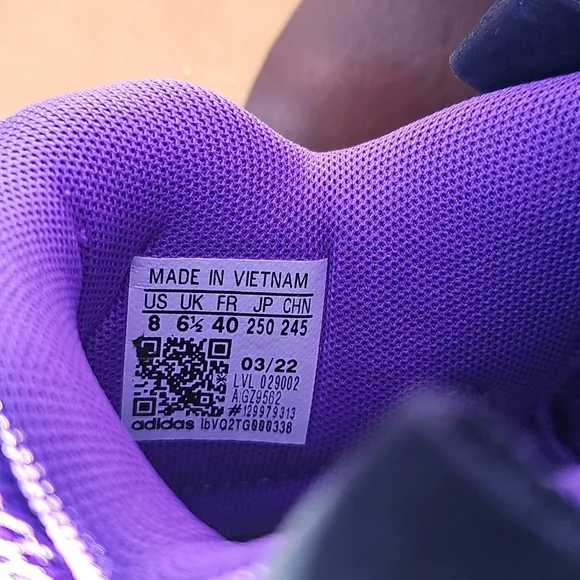 MADE IN VIETNAM
US UK FR JP CHN
8 6½ 40 250 245
03/22
LVL 029002
A|GZ9562
#129979313
adidas IbVQ2TG000338